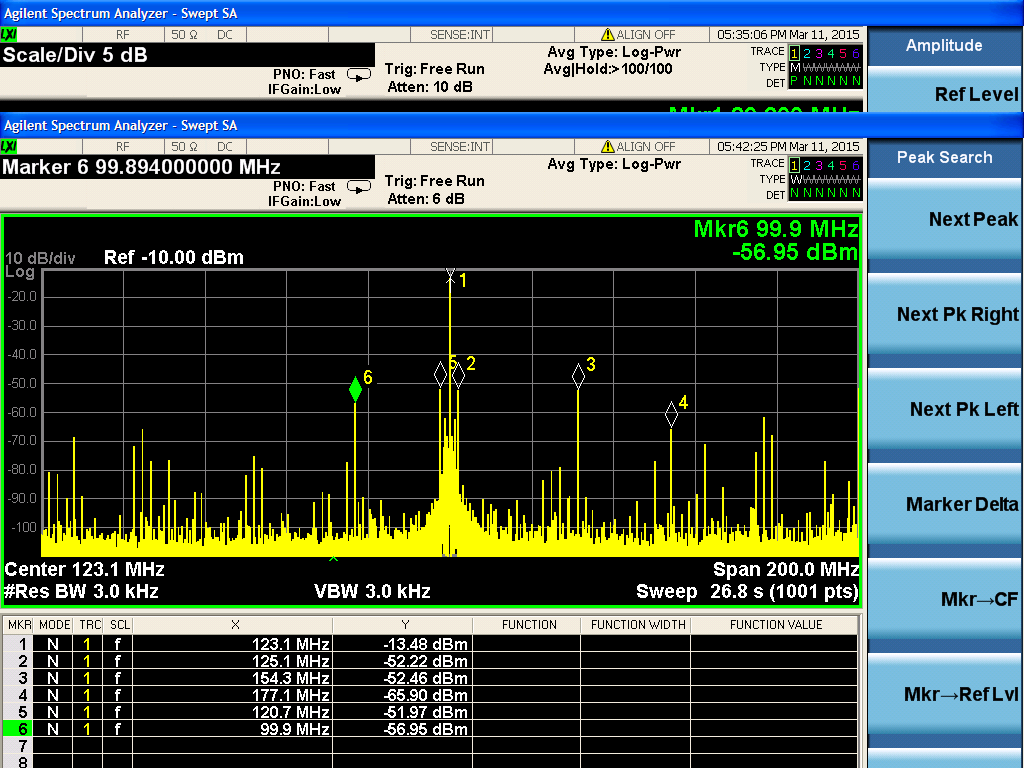 Agilent Spectrum Analyzer - Swept SA
LXI RF 50 Ω DC SENSE:INT ALIGN OFF 05:35:06 PM Mar 11, 2015
Scale/Div 5 dB
PNO: Fast
IFGain:Low
Trig: Free Run
Atten: 10 dB
Avg Type: Log-Pwr
Avg|Hold:>100/100
TRACE 1 2 3 4 5 6
TYPE M W W W W W
DET P N N N N N
Amplitude
Ref Level
Agilent Spectrum Analyzer - Swept SA
LXI RF 50 Ω DC SENSE:INT ALIGN OFF 05:42:25 PM Mar 11, 2015
Marker 6 99.894000000 MHz
PNO: Fast
IFGain:Low
Trig: Free Run
Atten: 6 dB
Avg Type: Log-Pwr
TRACE 1 2 3 4 5 6
TYPE W W W W W W
DET N N N N N N
Peak Search
Next Peak
Next Pk Right
Next Pk Left
Marker Delta
Mkr→CF
Mkr→Ref Lvl
Mkr6 99.9 MHz
-56.95 dBm
10 dB/div Ref -10.00 dBm
Log
1
-20.0
-30.0
-40.0
5 2 3
-50.0
6
4
-60.0
-70.0
-80.0
-90.0
-100
Center 123.1 MHz Span 200.0 MHz
#Res BW 3.0 kHz VBW 3.0 kHz Sweep 26.8 s (1001 pts)
MKR MODE TRC SCL X Y FUNCTION FUNCTION WIDTH FUNCTION VALUE
1 N 1 f 123.1 MHz -13.48 dBm
2 N 1 f 125.1 MHz -52.22 dBm
3 N 1 f 154.3 MHz -52.46 dBm
4 N 1 f 177.1 MHz -65.90 dBm
5 N 1 f 120.7 MHz -51.97 dBm
6 N 1 f 99.9 MHz -56.95 dBm
7
8